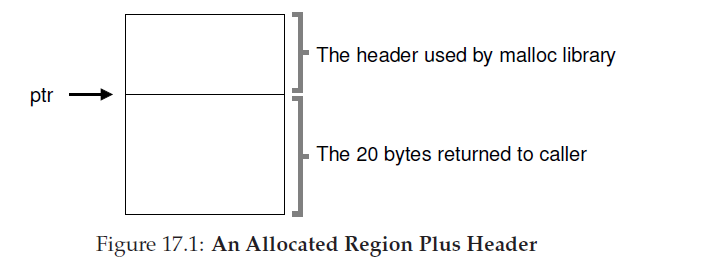 The header used by malloc library
ptr
The 20 bytes returned to caller
Figure 17.1: An Allocated Region Plus Header